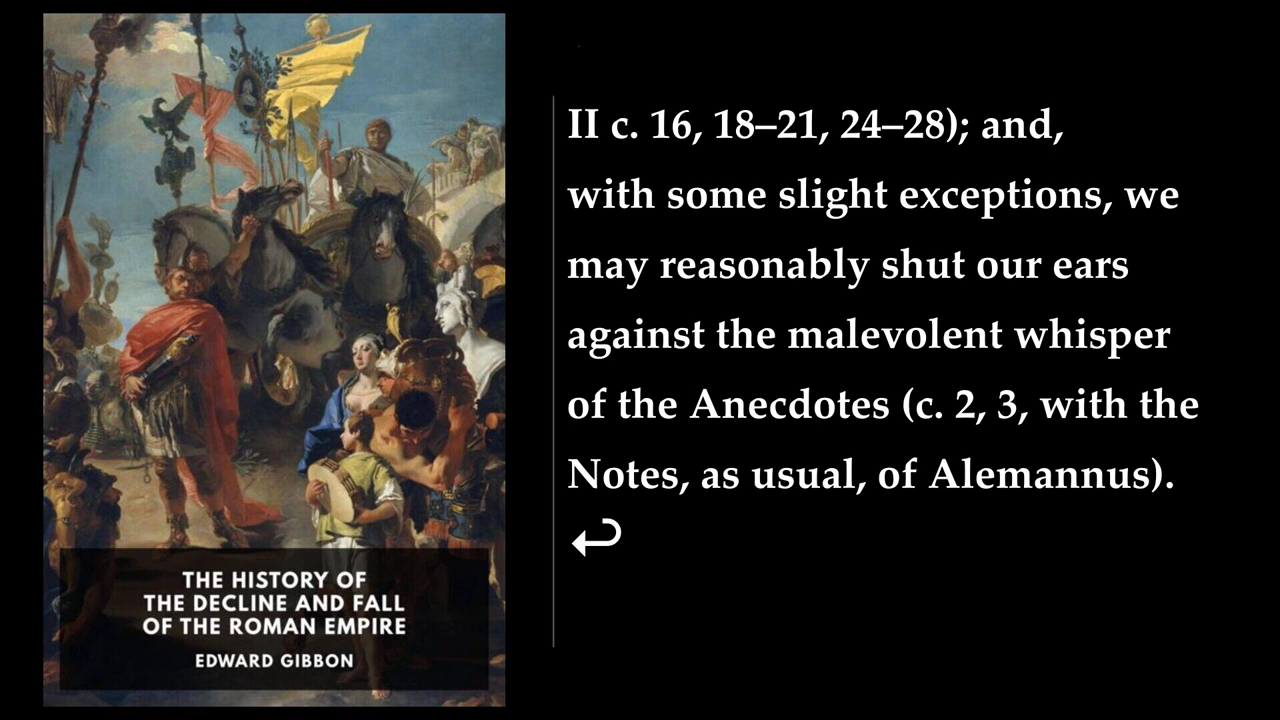 II c. 16, 18–21, 24–28); and,
with some slight exceptions, we
may reasonably shut our ears
against the malevolent whisper
of the Anecdotes (c. 2, 3, with the
Notes, as usual, of Alemannus).
↩
THE HISTORY OF
THE DECLINE AND FALL
OF THE ROMAN EMPIRE
EDWARD GIBBON